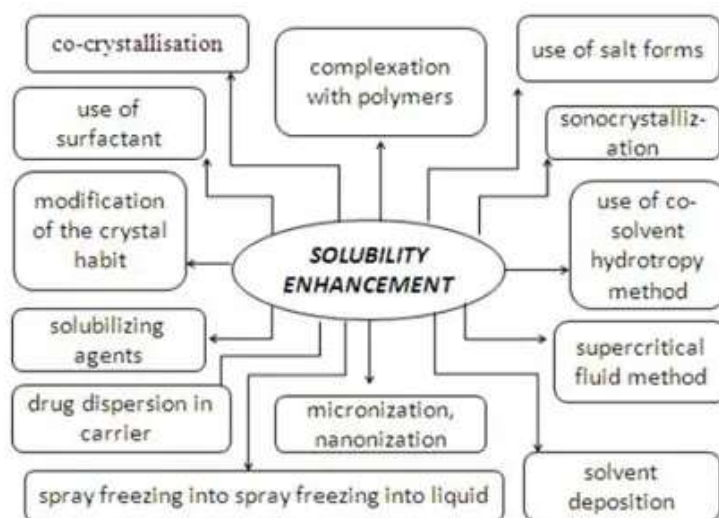 co-crystallisation
complexation
with polymers
use of salt forms
use of
surfactant
sonocrystalliz-
ation
modification
of the crystal
habit
SOLUBILITY
ENHANCEMENT
use of co-
solvent
hydrotropy
method
solubilizing
agents
supercritical
fluid method
drug dispersion in
carrier
micronization,
nanonization
spray freezing into spray freezing into liquid
solvent
deposition